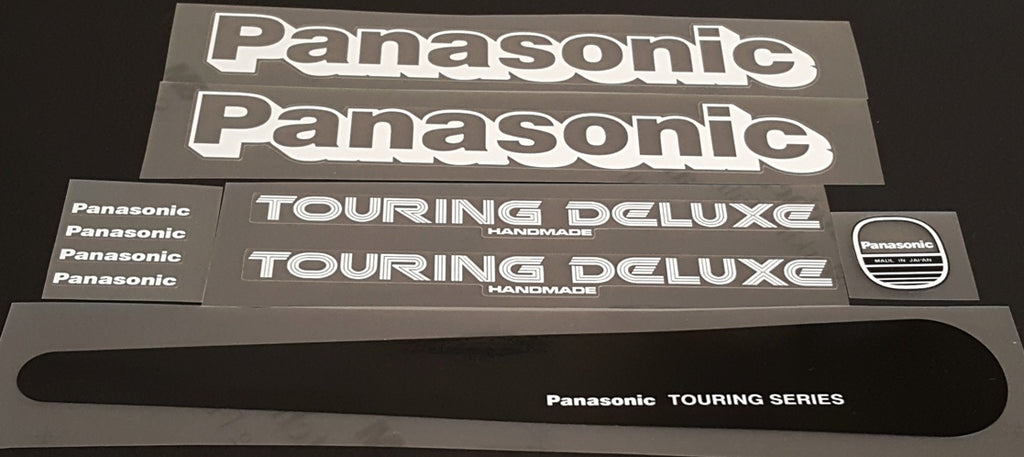 Panasonic
Panasonic
Panasonic
Panasonic
Panasonic
Panasonic
TOURING DELUXE
HANDMADE
TOURING DELUXE
HANDMADE
Panasonic
MADE IN JAPAN
Panasonic TOURING SERIES